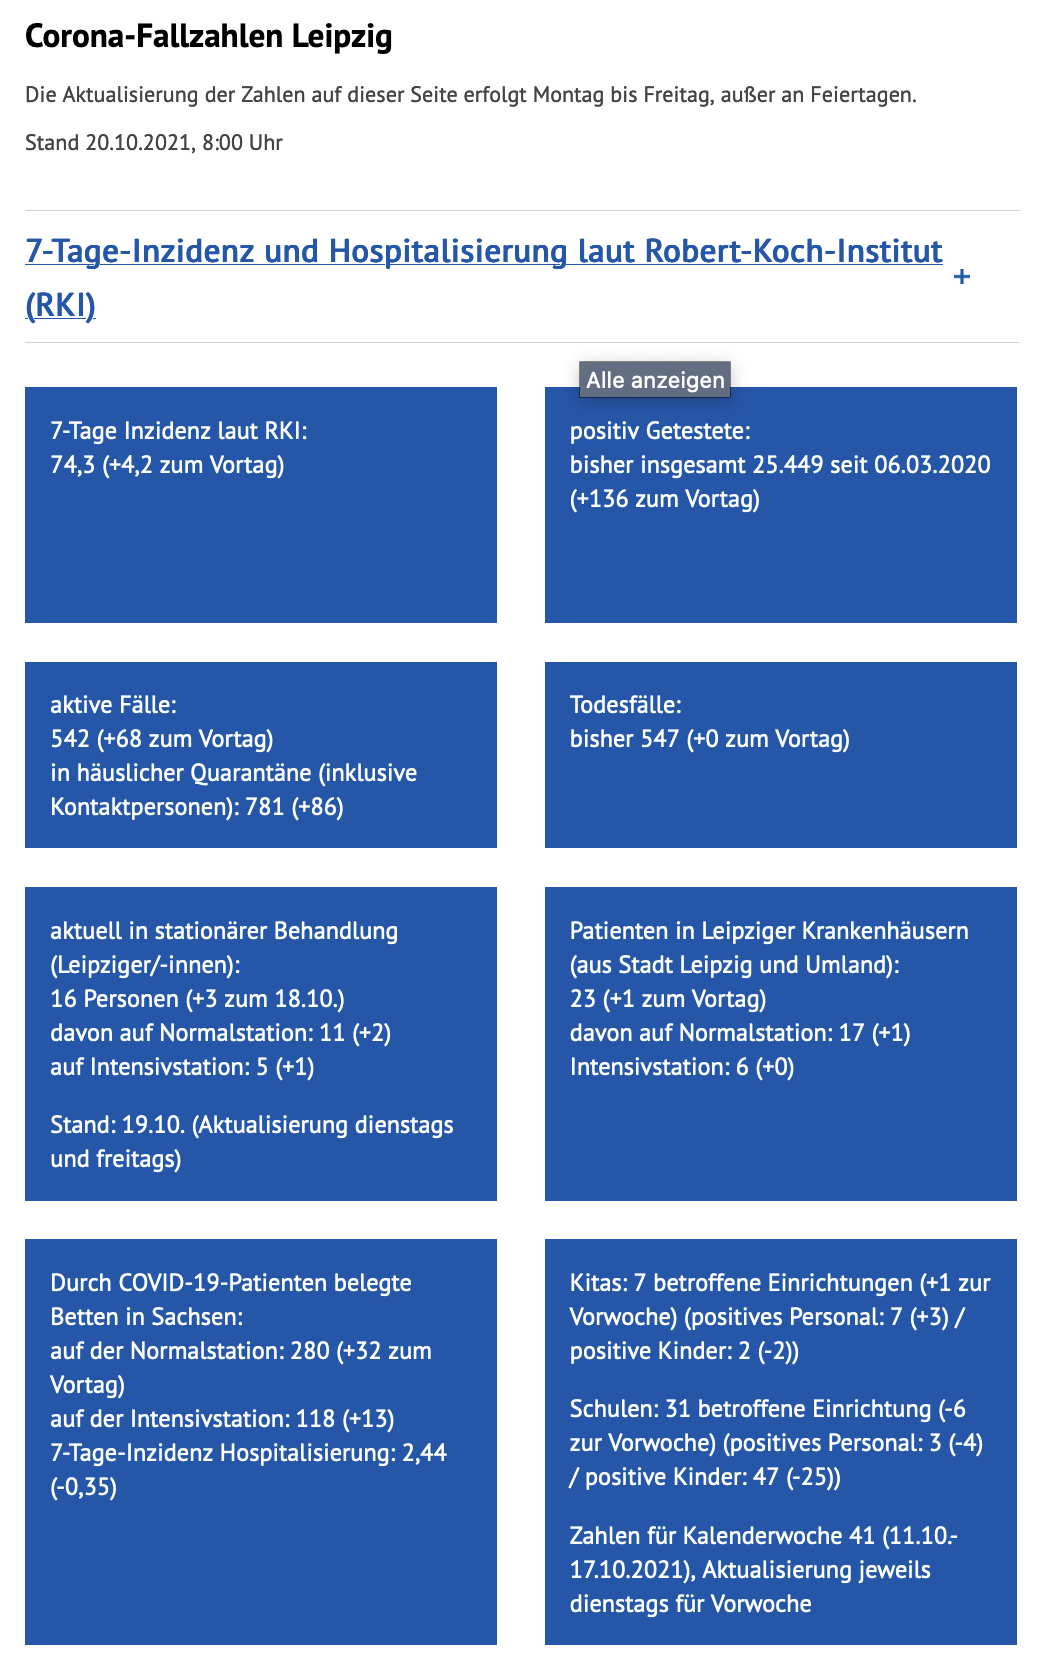 Corona-Fallzahlen Leipzig
Die Aktualisierung der Zahlen auf dieser Seite erfolgt Montag bis Freitag, außer an Feiertagen.
Stand 20.10.2021, 8:00 Uhr
7-Tage-Inzidenz und Hospitalisierung laut Robert-Koch-Institut
(RKI)
+
Alle anzeigen
7-Tage Inzidenz laut RKI:
74,3 (+4,2 zum Vortag)
positiv Getestete:
bisher insgesamt 25.449 seit 06.03.2020
(+136 zum Vortag)
aktive Fälle:
542 (+68 zum Vortag)
in häuslicher Quarantäne (inklusive
Kontaktpersonen): 781 (+86)
Todesfälle:
bisher 547 (+0 zum Vortag)
aktuell in stationärer Behandlung
(Leipziger/-innen):
16 Personen (+3 zum 18.10.)
davon auf Normalstation: 11 (+2)
auf Intensivstation: 5 (+1)
Stand: 19.10. (Aktualisierung dienstags
und freitags)
Patienten in Leipziger Krankenhäusern
(aus Stadt Leipzig und Umland):
23 (+1 zum Vortag)
davon auf Normalstation: 17 (+1)
Intensivstation: 6 (+0)
Durch COVID-19-Patienten belegte
Betten in Sachsen:
auf der Normalstation: 280 (+32 zum
Vortag)
auf der Intensivstation: 118 (+13)
7-Tage-Inzidenz Hospitalisierung: 2,44
(-0,35)
Kitas: 7 betroffene Einrichtungen (+1 zur
Vorwoche) (positives Personal: 7 (+3) /
positive Kinder: 2 (-2))
Schulen: 31 betroffene Einrichtung (-6
zur Vorwoche) (positives Personal: 3 (-4)
/ positive Kinder: 47 (-25))
Zahlen für Kalenderwoche 41 (11.10.-
17.10.2021), Aktualisierung jeweils
dienstags für Vorwoche